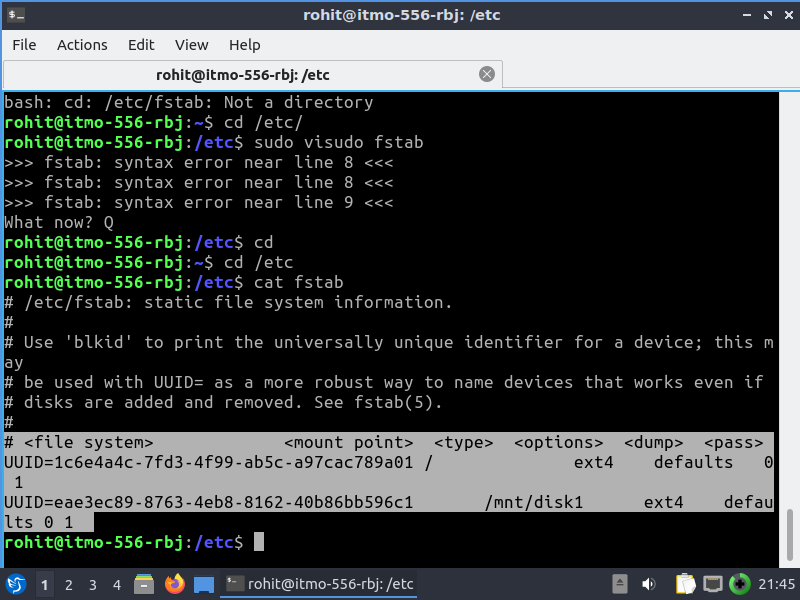 rohit@itmo-556-rbj: /etc
File Actions Edit View Help
rohit@itmo-556-rbj: /etc
bash: cd: /etc/fstab: Not a directory
rohit@itmo-556-rbj:~$ cd /etc/
rohit@itmo-556-rbj:/etc$ sudo visudo fstab
>>> fstab: syntax error near line 8 <<<
>>> fstab: syntax error near line 8 <<<
>>> fstab: syntax error near line 9 <<<
What now? Q
rohit@itmo-556-rbj:/etc$ cd
rohit@itmo-556-rbj:~$ cd /etc
rohit@itmo-556-rbj:/etc$ cat fstab
# /etc/fstab: static file system information.
#
# Use 'blkid' to print the universally unique identifier for a device; this m
ay
# be used with UUID= as a more robust way to name devices that works even if
# disks are added and removed. See fstab(5).
#
# <file system>             <mount point>  <type>  <options>  <dump>  <pass>
UUID=1c6e4a4c-7fd3-4f99-ab5c-a97cac789a01 /              ext4    defaults   0
 1
UUID=eae3ec89-8763-4eb8-8162-40b86bb596c1       /mnt/disk1      ext4    defau
lts 0 1
rohit@itmo-556-rbj:/etc$
1 2 3 4 rohit@itmo-556-rbj: /etc 21:45